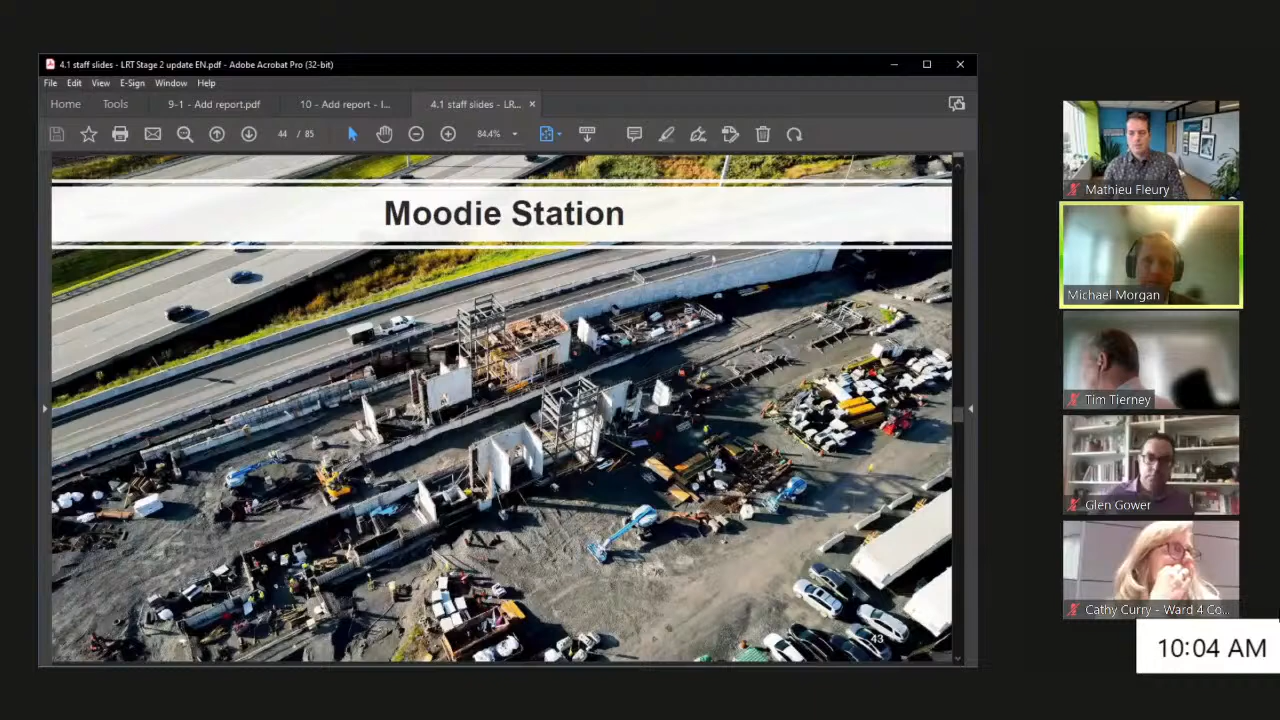 4.1 staff slides - LRT Stage 2 update EN.pdf - Adobe Acrobat Pro (32-bit)
File Edit View E-Sign Window Help
Home Tools 9-1 - Add report.pdf 10 - Add report - I... 4.1 staff slides - LR...
44 / 85 84.4%
Moodie Station
43
Mathieu Fleury
Michael Morgan
Tim Tierney
Glen Gower
Cathy Curry - Ward 4 Co...
10:04 AM